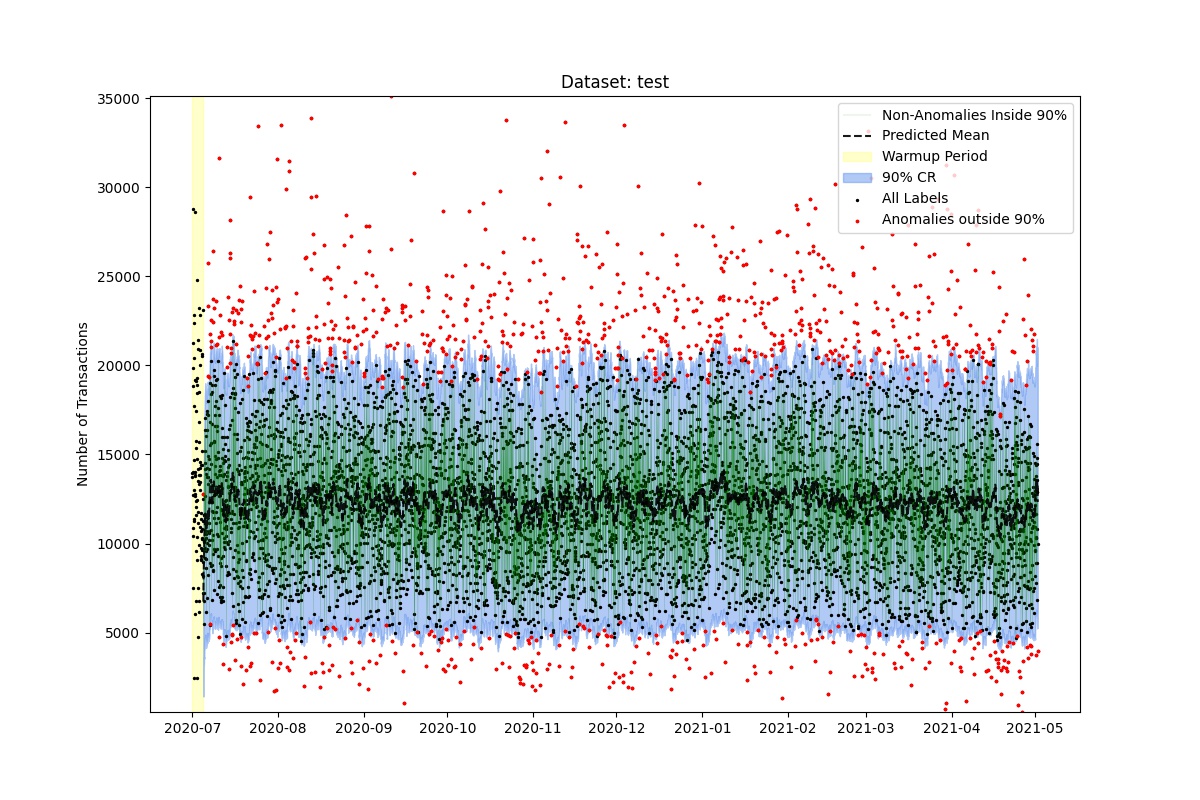 Dataset: test
35000
30000
25000
20000
15000
10000
5000
Number of Transactions
Non-Anomalies Inside 90%
Predicted Mean
Warmup Period
90% CR
All Labels
Anomalies outside 90%
2020-07
2020-08
2020-09
2020-10
2020-11
2020-12
2021-01
2021-02
2021-03
2021-04
2021-05